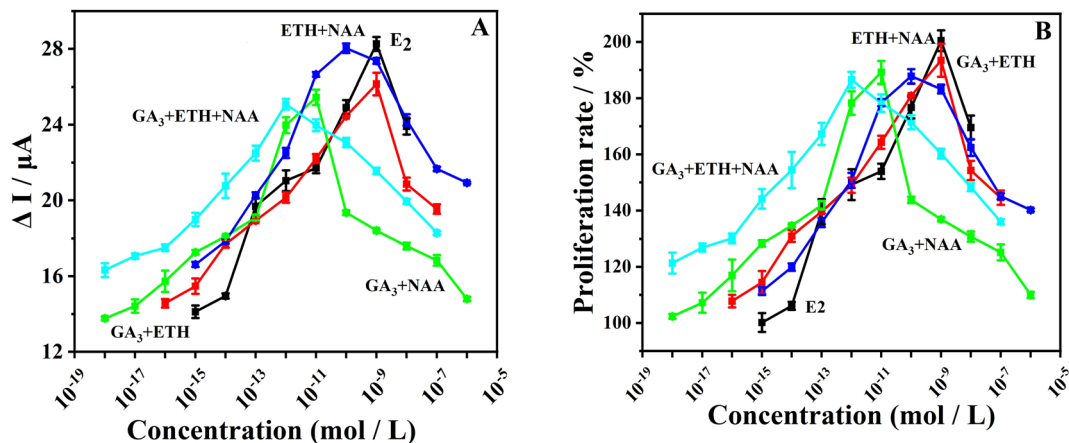 A
ETH+NAA
E2
GA3+ETH+NAA
GA3+NAA
GA3+ETH
Δ I / μA
28
24
20
16
12
10-19
10-17
10-15
10-13
10-11
10-9
10-7
10-5
Concentration (mol / L)
B
ETH+NAA
GA3+ETH
GA3+ETH+NAA
GA3+NAA
E2
Proliferation rate / %
200
180
160
140
120
100
10-19
10-17
10-15
10-13
10-11
10-9
10-7
10-5
Concentration (mol / L)